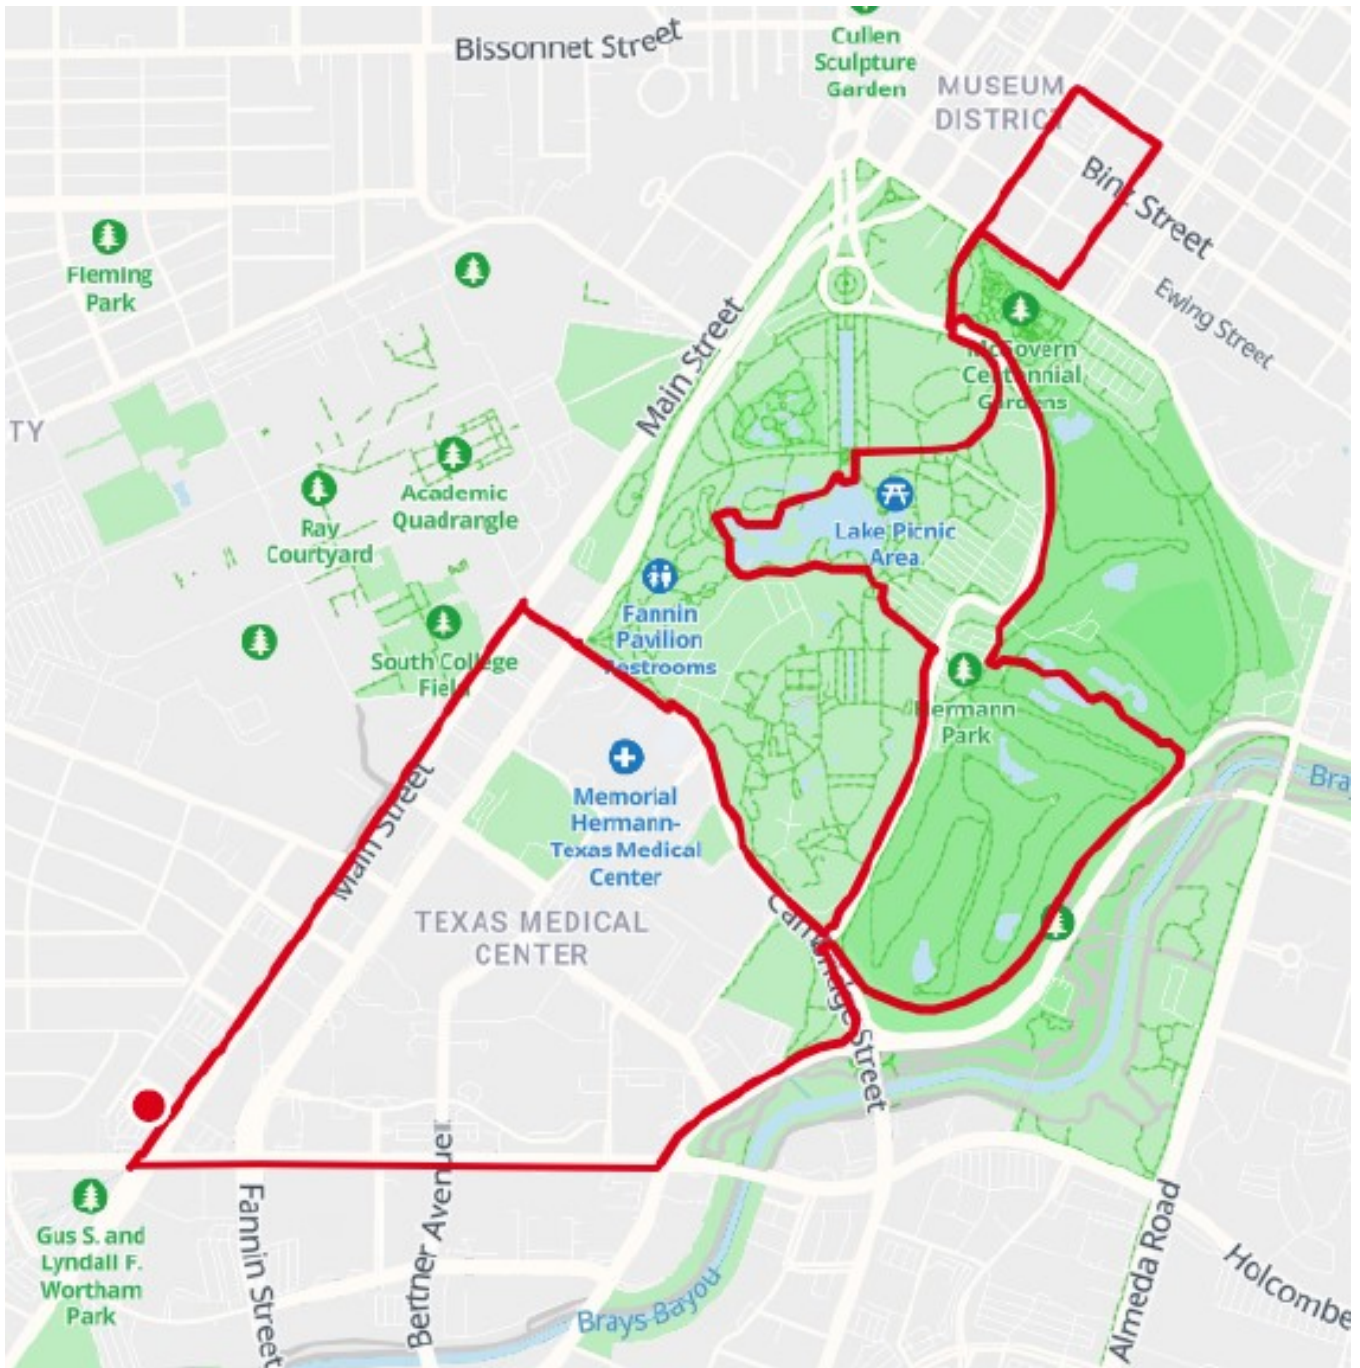 Bissonnet Street
Cullen
Sculpture
Garden
MUSEUM
DISTRICT
Binz Street
Ewing Street
Fleming
Park
Main Street
McGovern
Centennial
Gardens
TY
Academic
Quadrangle
Ray
Courtyard
Lake Picnic
Area
Fannin
Pavilion
Restrooms
South College
Field
Hermann
Park
Memorial
Hermann-
Texas Medical
Center
Bra
Main Street
TEXAS MEDICAL
CENTER
Cambridge Street
Bertner Avenue
Fannin Street
Gus S. and
Lyndall F.
Wortham
Park
Brays Bayou
Almeda Road
Holcombe